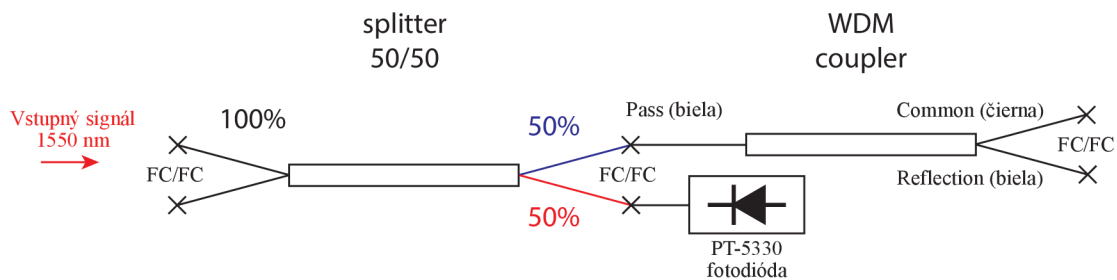 splitter
50/50
WDM
coupler
Vstupný signál
1550 nm
100%
50%
Pass (biela)
Common (čierna)
FC/FC
FC/FC
FC/FC
Reflection (biela)
50%
PT-5330
fotodióda